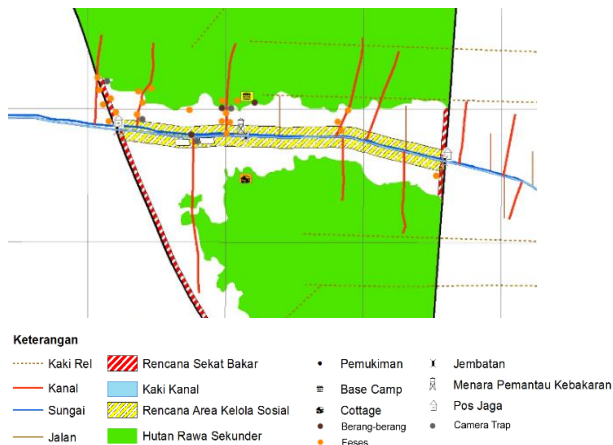 Keterangan
Kaki Rel
Kanal
Sungai
Jalan
Rencana Sekat Bakar
Kaki Kanal
Rencana Area Kelola Sosial
Hutan Rawa Sekunder
Pemukiman
Base Camp
Cottage
Berang-berang
Feses
Jembatan
Menara Pemantau Kebakaran
Pos Jaga
Camera Trap